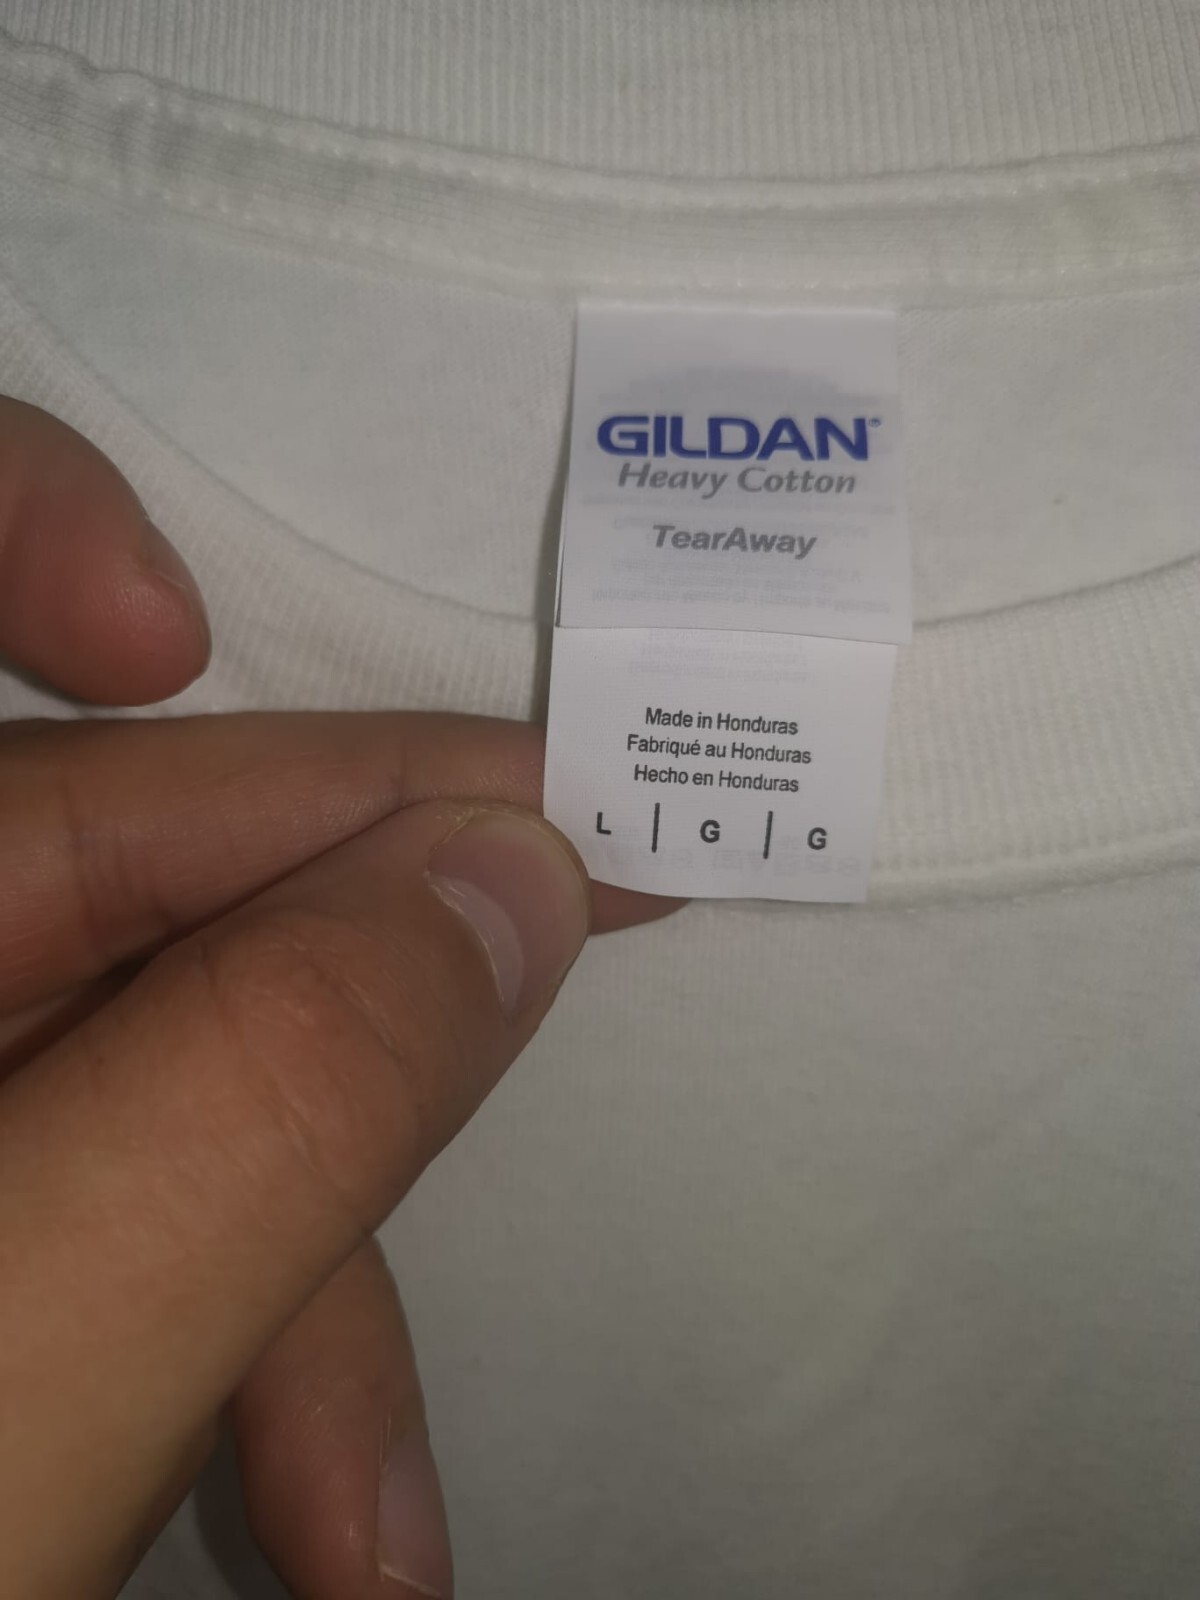 GILDAN®
Heavy Cotton
TearAway
Made in Honduras
Fabriqué au Honduras
Hecho en Honduras
L | G | G